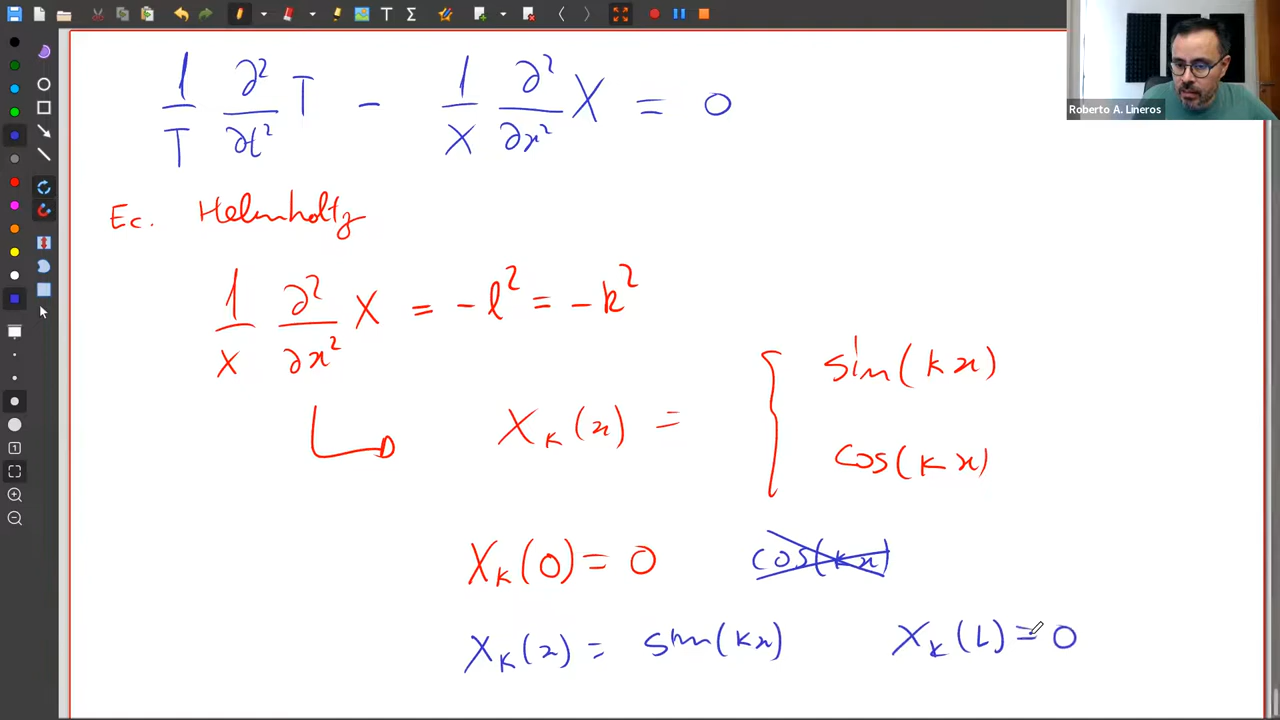 Roberto A. Lineros
1/T ∂²/∂t² T - 1/X ∂²/∂x² X = 0
Ec. Helmholtz
1/X ∂²/∂x² X = -l² = -k²
X_k(x) = { sin(kx)
cos(kx)
X_k(0) = 0 cos(kx)
X_k(x) = sin(kx) X_k(L) = 0